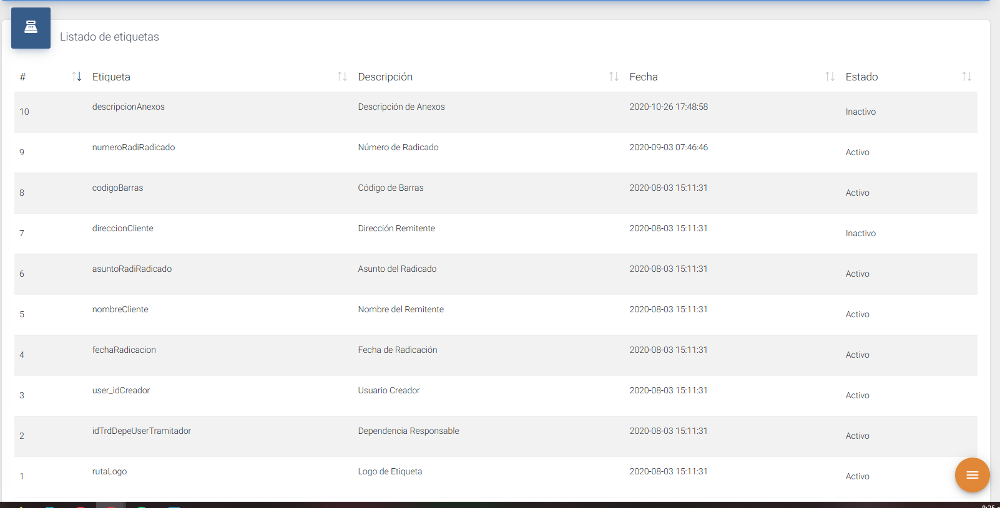 Listado de etiquetas
# Etiqueta Descripción Fecha Estado
10 descripcionAnexos Descripción de Anexos 2020-10-26 17:48:58 Inactivo
9 numeroRadiRadicado Número de Radicado 2020-09-03 07:46:46 Activo
8 codigoBarras Código de Barras 2020-08-03 15:11:31 Activo
7 direccionCliente Dirección Remitente 2020-08-03 15:11:31 Inactivo
6 asuntoRadiRadicado Asunto del Radicado 2020-08-03 15:11:31 Activo
5 nombreCliente Nombre del Remitente 2020-08-03 15:11:31 Activo
4 fechaRadicacion Fecha de Radicación 2020-08-03 15:11:31 Activo
3 user_idCreador Usuario Creador 2020-08-03 15:11:31 Activo
2 idTrdDepeUserTramitador Dependencia Responsable 2020-08-03 15:11:31 Activo
1 rutaLogo Logo de Etiqueta 2020-08-03 15:11:31 Activo